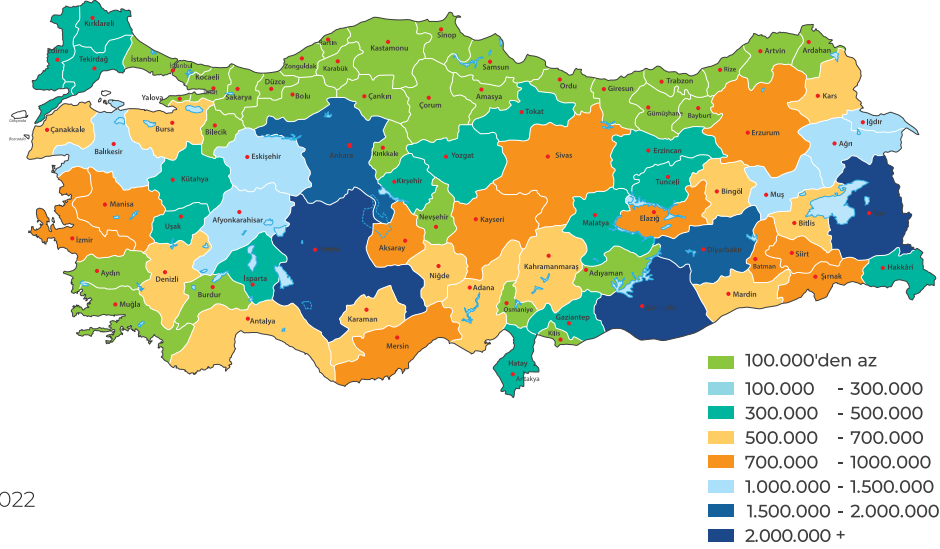 Kırklareli
Edirne
Tekirdağ
İstanbul
İstanbul
Kocaeli
Yalova
Sakarya
Düzce
Bolu
Zonguldak
Bartın
Karabük
Kastamonu
Sinop
Samsun
Çankırı
Çorum
Amasya
Ordu
Giresun
Trabzon
Rize
Artvin
Ardahan
Gümüşhane
Bayburt
Kars
Iğdır
Erzurum
Ağrı
Tokat
Çanakkale
Bursa
Bilecik
Balıkesir
Eskişehir
Ankara
Kırıkkale
Yozgat
Sivas
Erzincan
Kütahya
Kırşehir
Tunceli
Bingöl
Muş
Van
Manisa
Uşak
Afyonkarahisar
Nevşehir
Kayseri
Malatya
Elazığ
Bitlis
İzmir
Konya
Aksaray
Diyarbakır
Batman
Siirt
Şırnak
Hakkâri
Aydın
Denizli
Burdur
Isparta
Niğde
Kahramanmaraş
Adıyaman
Muğla
Antalya
Karaman
Adana
Osmaniye
Gaziantep
Mardin
Kilis
Mersin
Hatay
Antakya
100.000'den az
100.000 - 300.000
300.000 - 500.000
500.000 - 700.000
700.000 - 1000.000
1.000.000 - 1.500.000
1.500.000 - 2.000.000
2.000.000 +
022